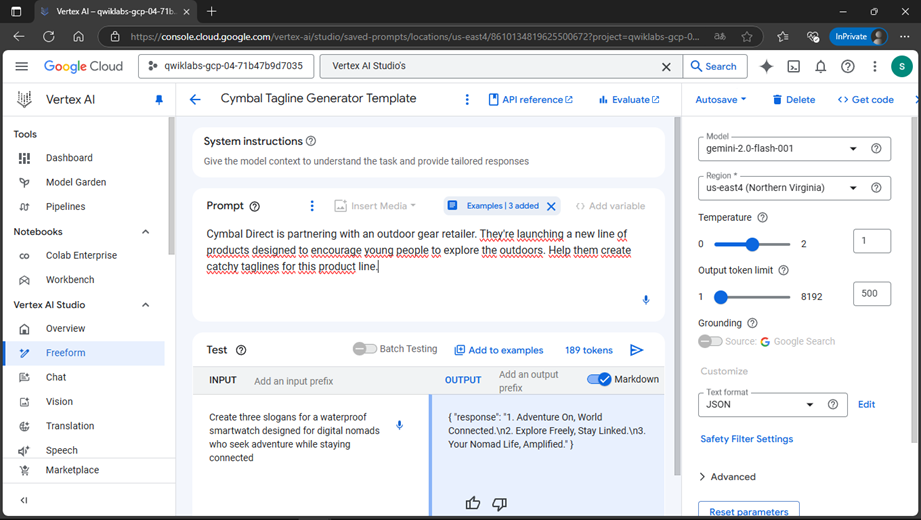 Vertex AI – qwiklabs-gcp-04-71b...
https://console.cloud.google.com/vertex-ai/studio/saved-prompts/locations/us-east4/8610134819625500672?project=qwiklabs-gcp-0...
InPrivate
Google Cloud
qwiklabs-gcp-04-71b47b9d7035
Vertex AI Studio's
Search
S
Vertex AI
Cymbal Tagline Generator Template
API reference
Evaluate
Autosave
Delete
Get code
Tools
Dashboard
Model Garden
Pipelines
Notebooks
Colab Enterprise
Workbench
Vertex AI Studio
Overview
Freeform
Chat
Vision
Translation
Speech
Marketplace
System instructions
Give the model context to understand the task and provide tailored responses
Prompt
Insert Media
Examples | 3 added
Add variable
Cymbal Direct is partnering with an outdoor gear retailer. They're launching a new line of
products designed to encourage young people to explore the outdoors. Help them create
catchy taglines for this product line.
Test
Batch Testing
Add to examples
189 tokens
INPUT
Add an input prefix
OUTPUT
Add an output
prefix
Markdown
Create three slogans for a waterproof
smartwatch designed for digital nomads
who seek adventure while staying
connected
{ "response": "1. Adventure On, World
Connected.\n2. Explore Freely, Stay Linked.\n3.
Your Nomad Life, Amplified." }
Model
gemini-2.0-flash-001
Region *
us-east4 (Northern Virginia)
Temperature
0
2
1
Output token limit
1
8192
500
Grounding
Source: Google Search
Customize
Text format
JSON
Edit
Safety Filter Settings
Advanced
Reset parameters